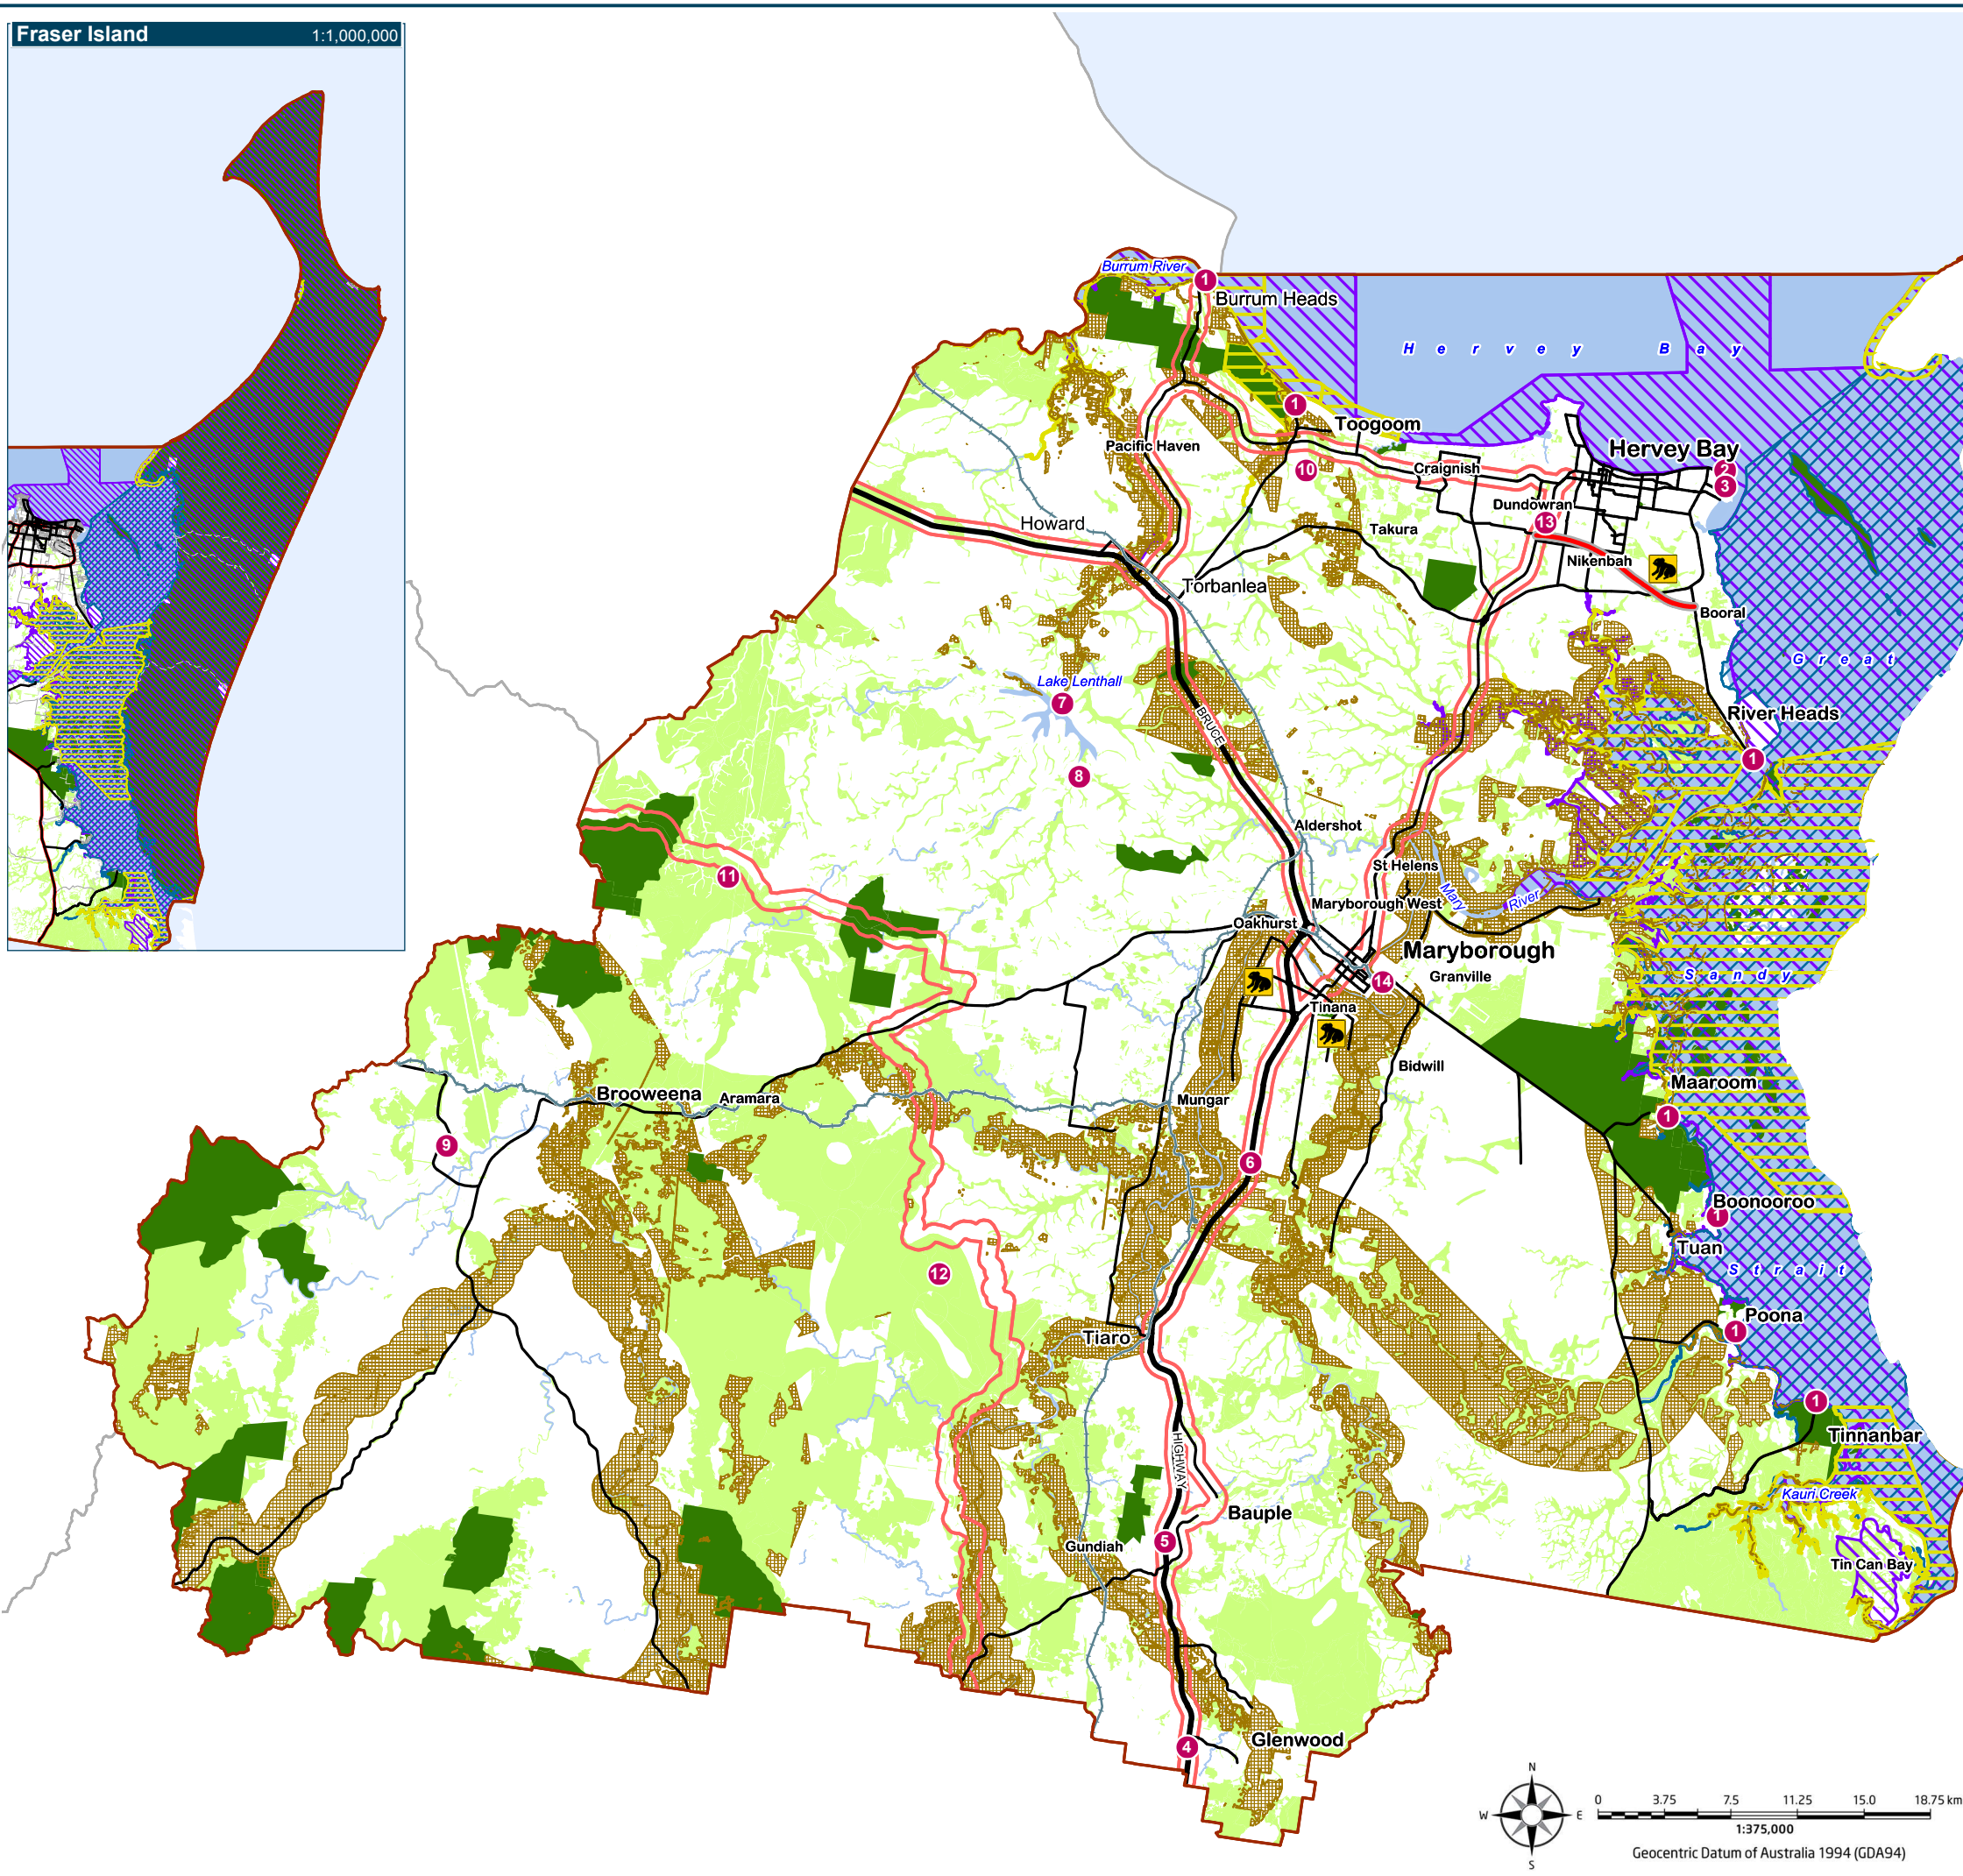 Fraser Island 1:1,000,000
Burrum River
1
Burrum Heads
Hervey Bay
1
Toogoom
Pacific Haven
Hervey Bay
10
Craignish
2
3
Howard
Dundowran
13
Takura
Nikenbah
Torbanlea
Booral
Great
Lake Lenthall
7
BRUCE
River Heads
1
8
Aldershot
St Helens
11
Mary
River
Maryborough West
Oakhurst
Maryborough
Granville
Sandy
14
Tinana
Bidwill
Maaroom
1
Brooweena
Aramara
Mungar
9
6
Boonooroo
1
Tuan
Strait
12
Poona
1
Tiaro
1
Tinnanbar
HIGHWAY
Kauri Creek
Bauple
5
Gundiah
Tin Can Bay
4
Glenwood
N
W E
S
0 3.75 7.5 11.25 15.0 18.75 km
1:375,000
Geocentric Datum of Australia 1994 (GDA94)